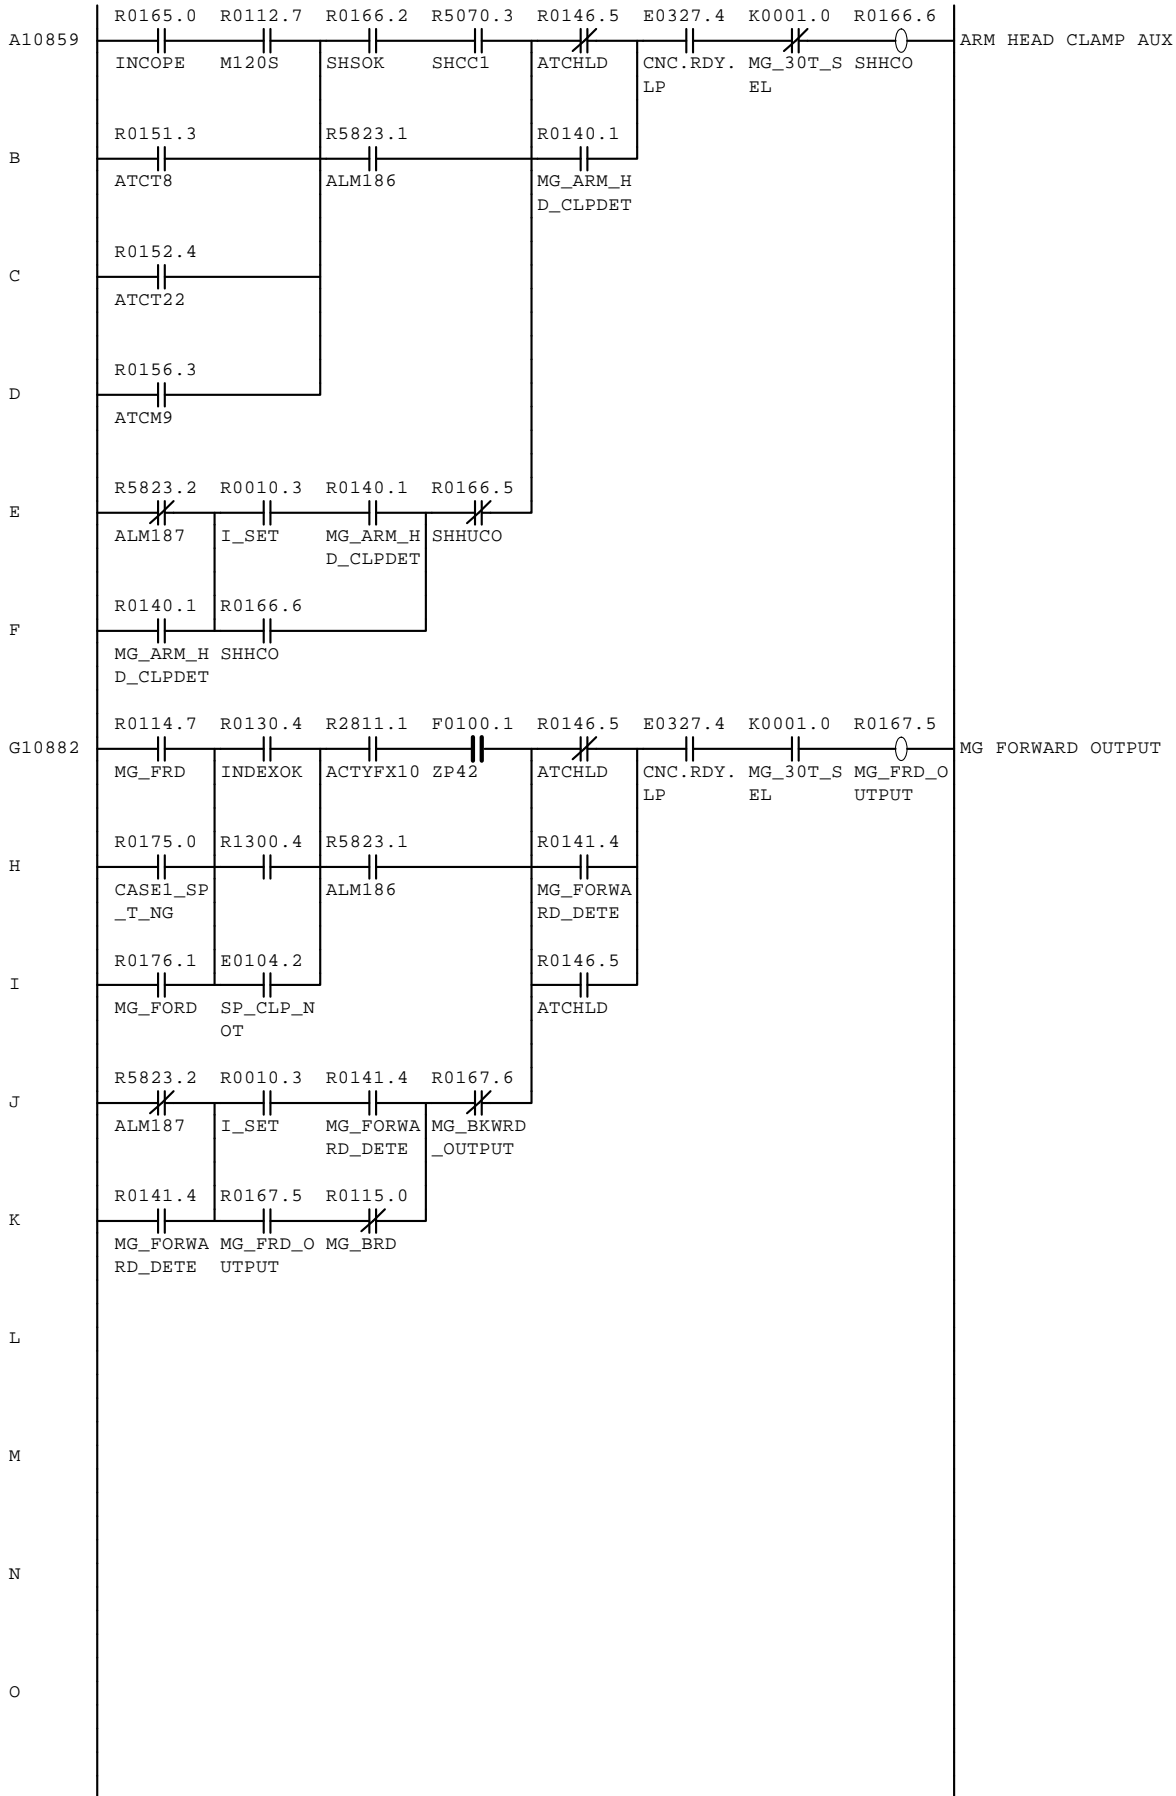 R0165.0 R0112.7 R0166.2 R5070.3 R0146.5 E0327.4 K0001.0 R0166.6
A10859 ARM HEAD CLAMP AUX
INCOPE M120S SHSOK SHCC1 ATCHLD CNC.RDY. MG_30T_S SHHCO
LP EL
R0151.3 R5823.1 R0140.1
B
ATCT8 ALM186 MG_ARM_H
D_CLPDET
R0152.4
C
ATCT22
R0156.3
D
ATCM9
R5823.2 R0010.3 R0140.1 R0166.5
E
ALM187 I_SET MG_ARM_H SHHUCO
D_CLPDET
R0140.1 R0166.6
F
MG_ARM_H SHHCO
D_CLPDET
R0114.7 R0130.4 R2811.1 F0100.1 R0146.5 E0327.4 K0001.0 R0167.5
G10882 MG FORWARD OUTPUT
MG_FRD INDEXOK ACTYFX10 ZP42 ATCHLD CNC.RDY. MG_30T_S MG_FRD_O
LP EL UTPUT
R0175.0 R1300.4 R5823.1 R0141.4
H
CASE1_SP ALM186 MG_FORWA
_T_NG RD_DETE
R0176.1 E0104.2 R0146.5
I
MG_FORD SP_CLP_N ATCHLD
OT
R5823.2 R0010.3 R0141.4 R0167.6
J
ALM187 I_SET MG_FORWA MG_BKWRD
RD_DETE _OUTPUT
R0141.4 R0167.5 R0115.0
K
MG_FORWA MG_FRD_O MG_BRD
RD_DETE UTPUT
L
M
N
O